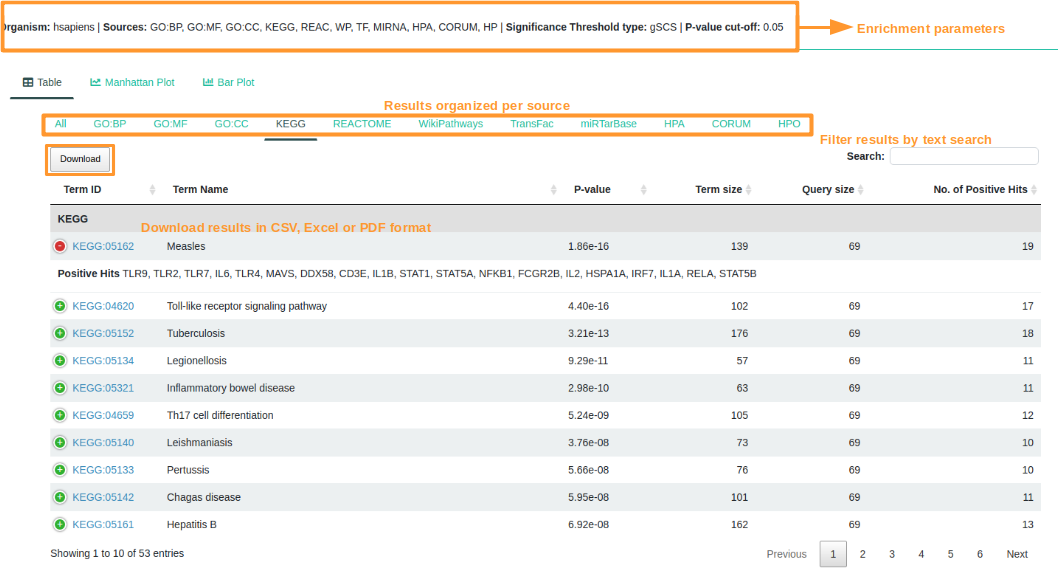 Organism: hsapiens | Sources: GO:BP, GO:MF, GO:CC, KEGG, REAC, WP, TF, MIRNA, HPA, CORUM, HP | Significance Threshold type: gSCS | P-value cut-off: 0.05
Enrichment parameters
Table Manhattan Plot Bar Plot
Results organized per source
All GO:BP GO:MF GO:CC KEGG REACTOME WikiPathways TransFac miRTarBase HPA CORUM HPO
Filter results by text search
Download Search:
Term ID Term Name P-value Term size Query size No. of Positive Hits
KEGG
Download results in CSV, Excel or PDF format
KEGG:05162 Measles 1.86e-16 139 69 19
Positive Hits TLR9, TLR2, TLR7, IL6, TLR4, MAVS, DDX58, CD3E, IL1B, STAT1, STAT5A, NFKB1, FCGR2B, IL2, HSPA1A, IRF7, IL1A, RELA, STAT5B
KEGG:04620 Toll-like receptor signaling pathway 4.40e-16 102 69 17
KEGG:05152 Tuberculosis 3.21e-13 176 69 18
KEGG:05134 Legionellosis 9.29e-11 57 69 11
KEGG:05321 Inflammatory bowel disease 2.98e-10 63 69 11
KEGG:04659 Th17 cell differentiation 5.24e-09 105 69 12
KEGG:05140 Leishmaniasis 3.76e-08 73 69 10
KEGG:05133 Pertussis 5.66e-08 76 69 10
KEGG:05142 Chagas disease 5.95e-08 101 69 11
KEGG:05161 Hepatitis B 6.92e-08 162 69 13
Showing 1 to 10 of 53 entries Previous 1 2 3 4 5 6 Next